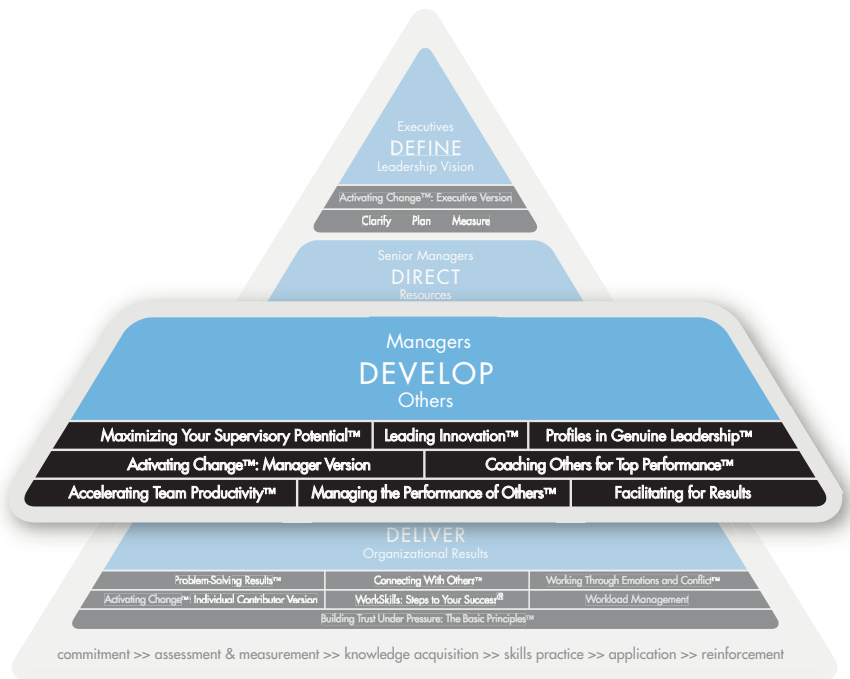 Executives
DEFINE
Leadership Vision
Activating Change™: Executive Version
Clarify Plan Measure
Senior Managers
DIRECT
Resources
Managers
DEVELOP
Others
Maximizing Your Supervisory Potential™ Leading Innovation™ Profiles in Genuine Leadership™
Activating Change™: Manager Version Coaching Others for Top Performance™
Accelerating Team Productivity™ Managing the Performance of Others™ Facilitating for Results
DELIVER
Organizational Results
Problem-Solving Results™ Connecting With Others™ Working Through Emotions and Conflict™
Activating Change™: Individual Contributor Version WorkSkills: Steps to Your Success® Workload Management
Building Trust Under Pressure: The Basic Principles™
commitment >> assessment & measurement >> knowledge acquisition >> skills practice >> application >> reinforcement